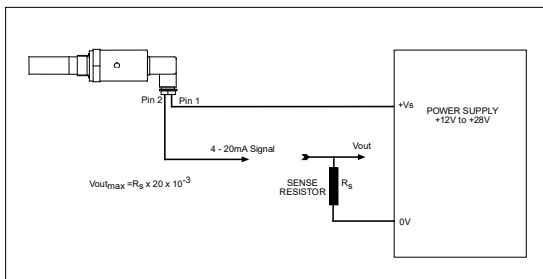 Pin 2 Pin 1
+Vs
POWER SUPPLY
+12V to +28V
4 - 20mA Signal
Vout
Voutmax =Rs x 20 x 10-3
SENSE
RESISTOR
Rs
0V